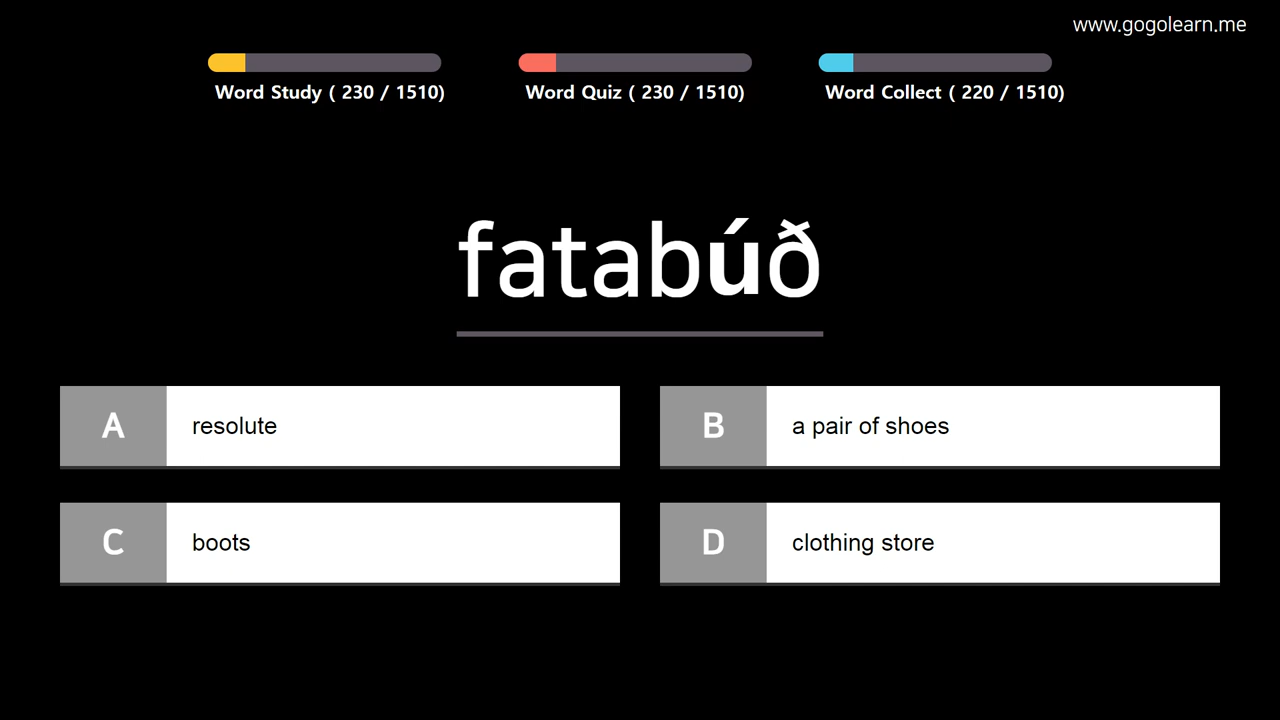 www.gogolearn.me
Word Study ( 230 / 1510)
Word Quiz ( 230 / 1510)
Word Collect ( 220 / 1510)
fatabúð
A resolute
B a pair of shoes
C boots
D clothing store